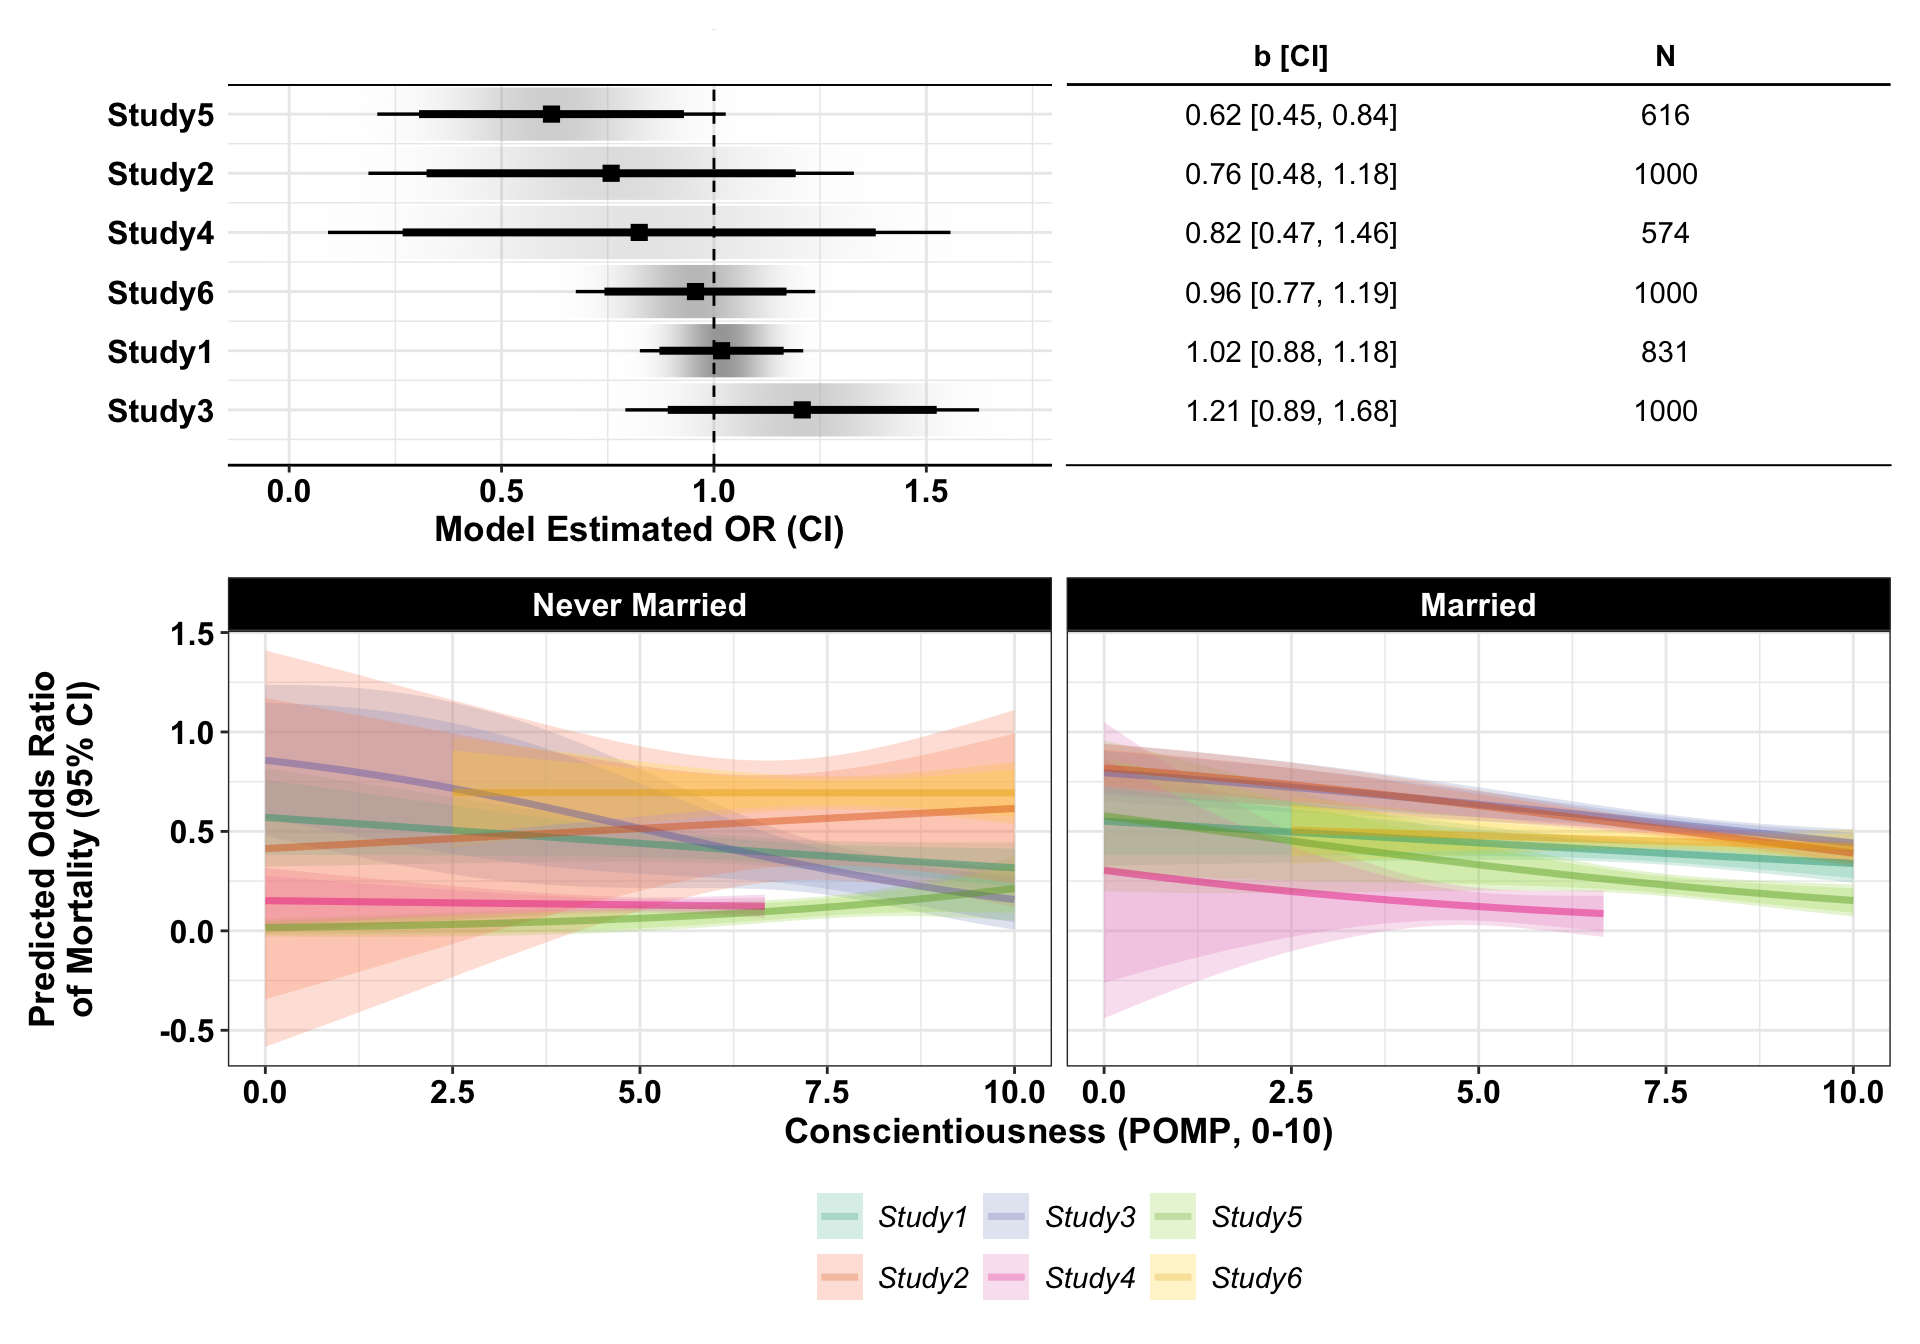 b [CI] N
Study5 0.62 [0.45, 0.84] 616
Study2 0.76 [0.48, 1.18] 1000
Study4 0.82 [0.47, 1.46] 574
Study6 0.96 [0.77, 1.19] 1000
Study1 1.02 [0.88, 1.18] 831
Study3 1.21 [0.89, 1.68] 1000
0.0 0.5 1.0 1.5
Model Estimated OR (CI)
Never Married Married
Predicted Odds Ratio
of Mortality (95% CI)
1.5
1.0
0.5
0.0
-0.5
0.0 2.5 5.0 7.5 10.0 0.0 2.5 5.0 7.5 10.0
Conscientiousness (POMP, 0-10)
Study1 Study3 Study5
Study2 Study4 Study6